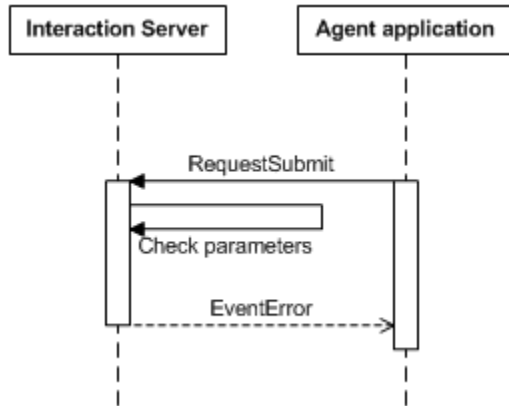 Interaction Server
Agent application
RequestSubmit
Check parameters
EventError